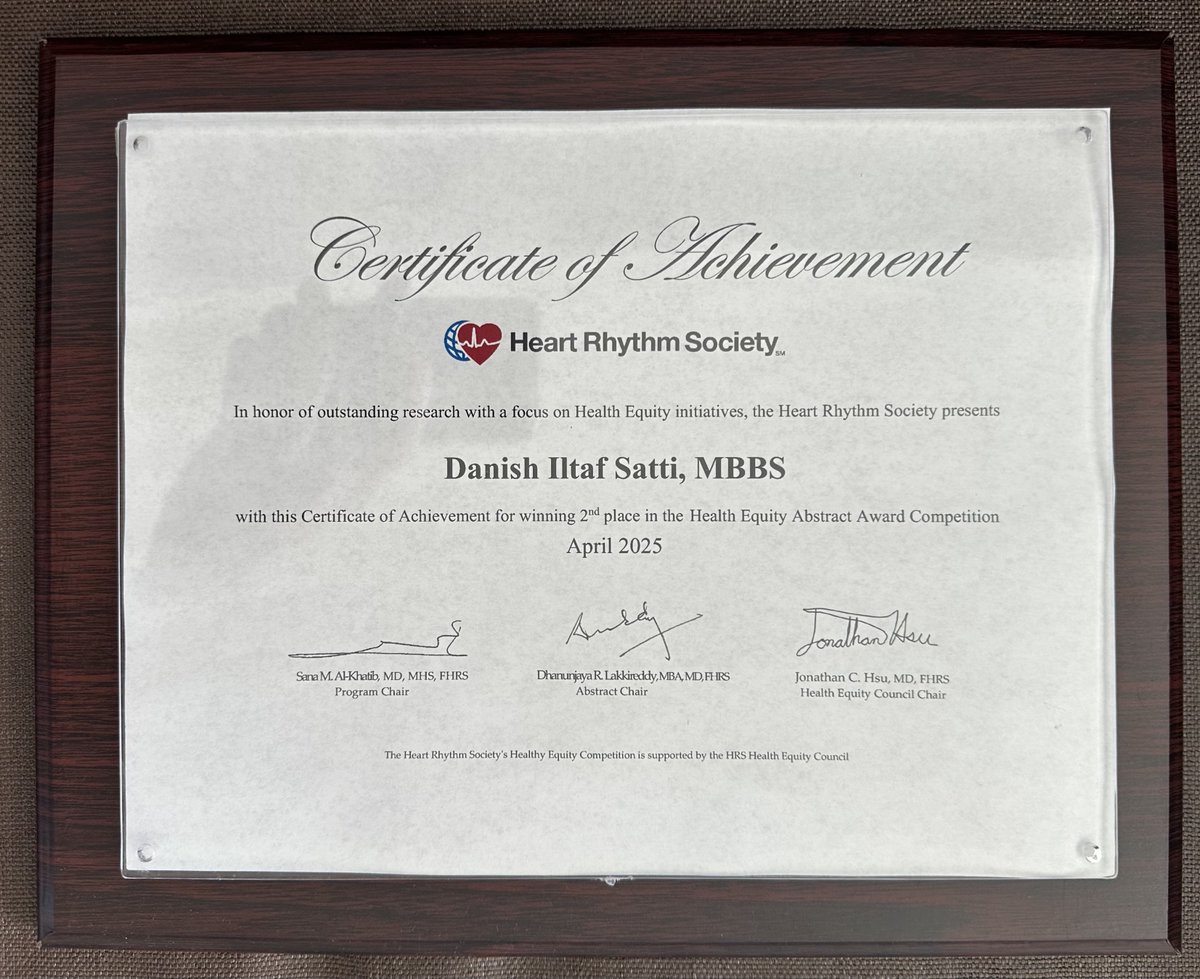 Certificate of Achievement
Heart Rhythm Society SM
In honor of outstanding research with a focus on Health Equity initiatives, the Heart Rhythm Society presents
Danish Iltaf Satti, MBBS
with this Certificate of Achievement for winning 2nd place in the Health Equity Abstract Award Competition
April 2025
Jonathan Hsu
Sana M. Al-Khatib, MD, MHS, FHRS
Program Chair
Dhanunjaya R. Lakkireddy, MBA, MD, FHRS
Abstract Chair
Jonathan C. Hsu, MD, FHRS
Health Equity Council Chair
The Heart Rhythm Society's Healthy Equity Competition is supported by the HRS Health Equity Council